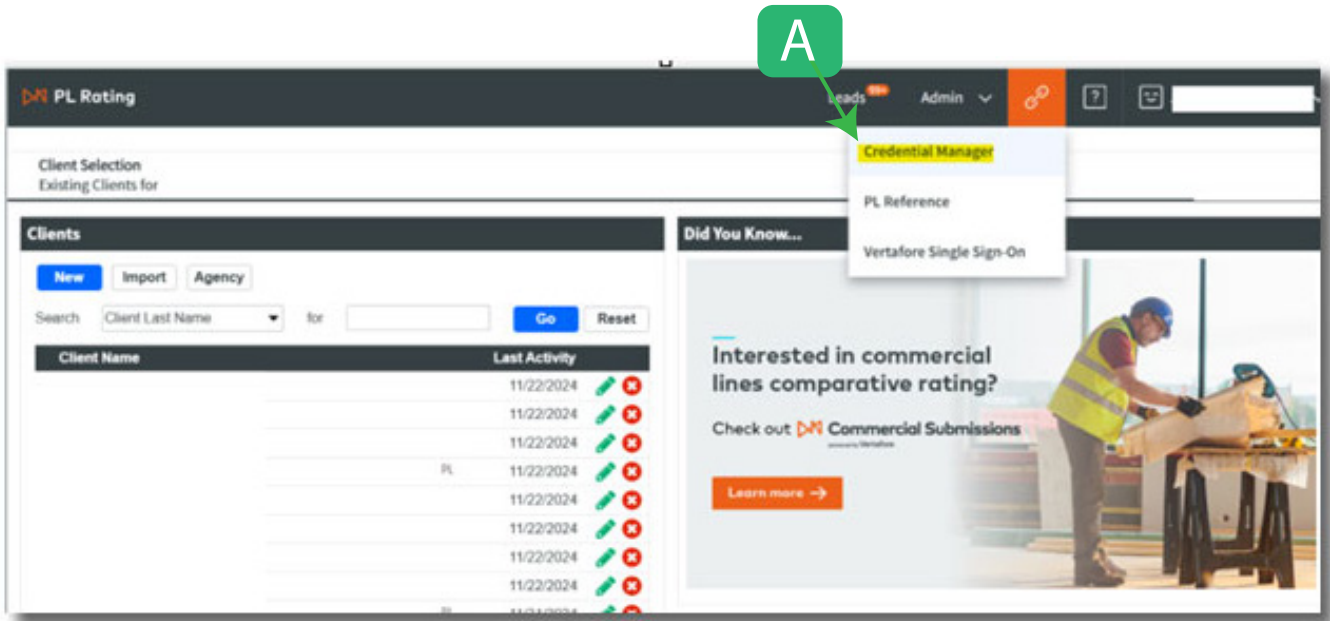 A
PL Rating
Leads 99+ Admin ?
Credential Manager
PL Reference
Vertafore Single Sign-On
Client Selection
Existing Clients for
Clients
New Import Agency
Search Client Last Name for Go Reset
Client Name Last Activity
11/22/2024
11/22/2024
11/22/2024
PL 11/22/2024
11/22/2024
11/22/2024
11/22/2024
11/22/2024
Did You Know...
Interested in commercial
lines comparative rating?
Check out Commercial Submissions
powered by Vertafore
Learn more →